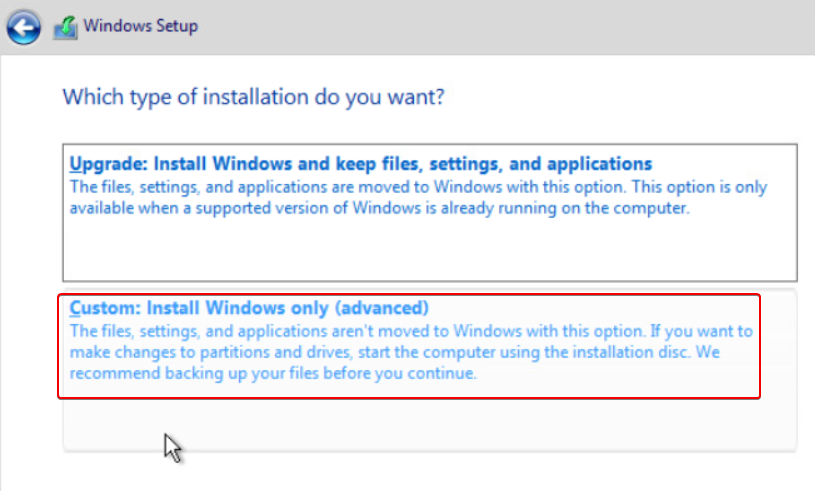 Windows Setup
Which type of installation do you want?
Upgrade: Install Windows and keep files, settings, and applications
The files, settings, and applications are moved to Windows with this option. This option is only
available when a supported version of Windows is already running on the computer.
Custom: Install Windows only (advanced)
The files, settings, and applications aren't moved to Windows with this option. If you want to
make changes to partitions and drives, start the computer using the installation disc. We
recommend backing up your files before you continue.